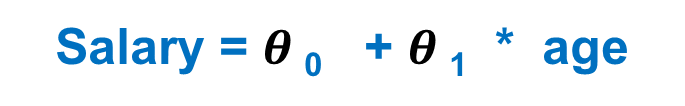 Salary = θ 0 + θ 1 * age